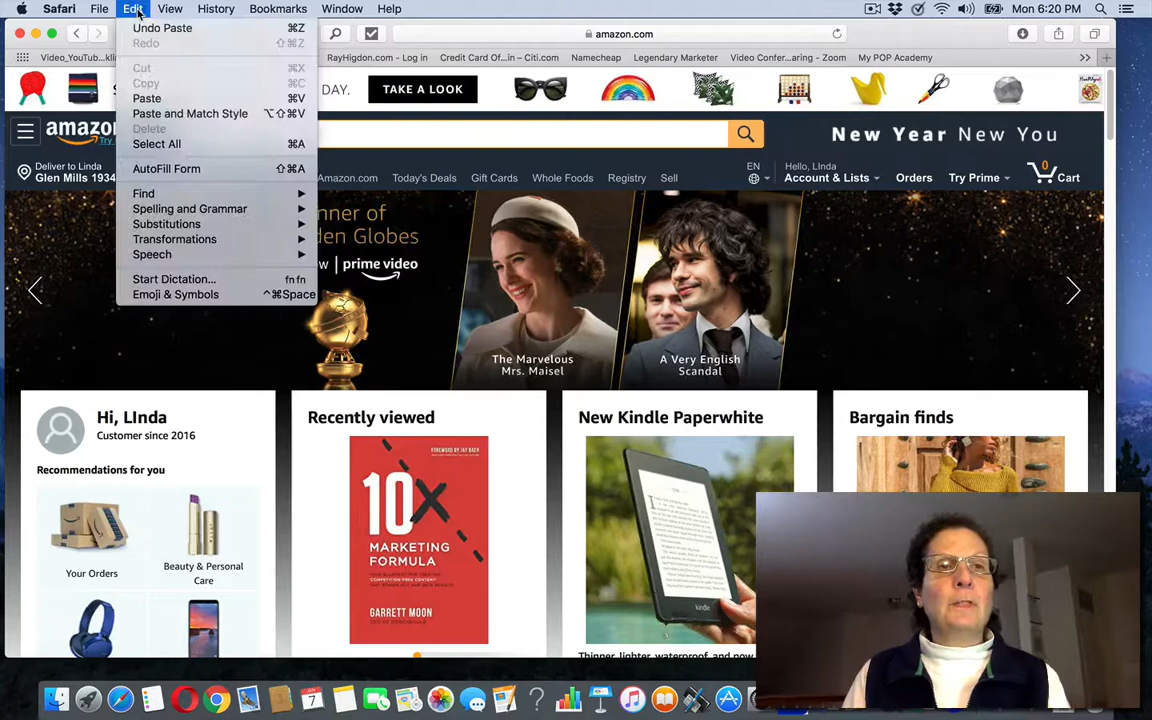 Safari File Edit View History Bookmarks Window Help Mon 6:20 PM
Undo Paste ⌘Z
Redo ⇧⌘Z
Cut ⌘X
Copy ⌘C
Paste ⌘V
Paste and Match Style ⌥⇧⌘V
Delete
Select All ⌘A
AutoFill Form ⇧⌘A
Find
Spelling and Grammar
Substitutions
Transformations
Speech
Start Dictation... fn fn
Emoji & Symbols ^⌘Space
amazon.com
RayHigdon.com - Log in Credit Card Of...in - Citi.com Namecheap Legendary Marketer Video Confer...aring - Zoom My POP Academy
DAY. TAKE A LOOK
New Year New You
Deliver to Linda
Glen Mills 1934
Amazon.com Today's Deals Gift Cards Whole Foods Registry Sell
EN
Hello, LInda
Account & Lists Orders Try Prime
0
Cart
nner of
den Globes
prime video
The Marvelous
Mrs. Maisel
A Very English
Scandal
Hi, LInda
Customer since 2016
Recommendations for you
Your Orders
Beauty & Personal
Care
Recently viewed
FOREWORD BY JAY BAER
10X
MARKETING
FORMULA
GARRETT MOON
New Kindle Paperwhite
kindle
Thinner, lighter, waterproof, and now
Bargain finds
7